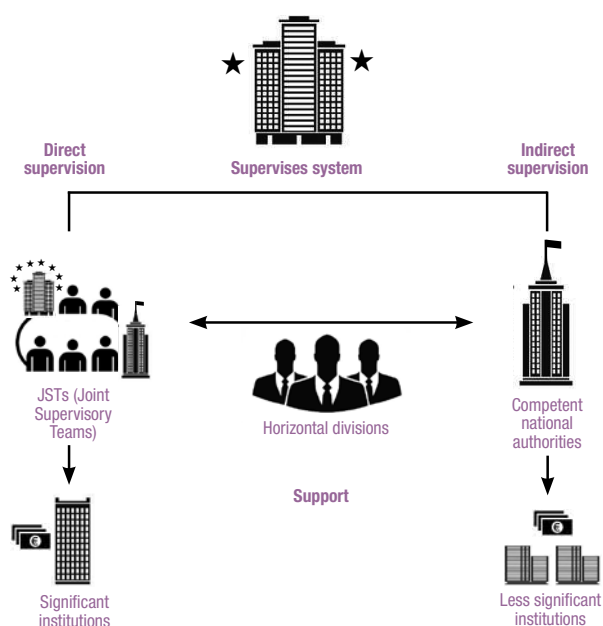 Direct
supervision
Supervises system
Indirect
supervision
JSTs (Joint
Supervisory
Teams)
Horizontal divisions
Competent
national
authorities
Support
€
€
Significant
institutions
Less significant
institutions